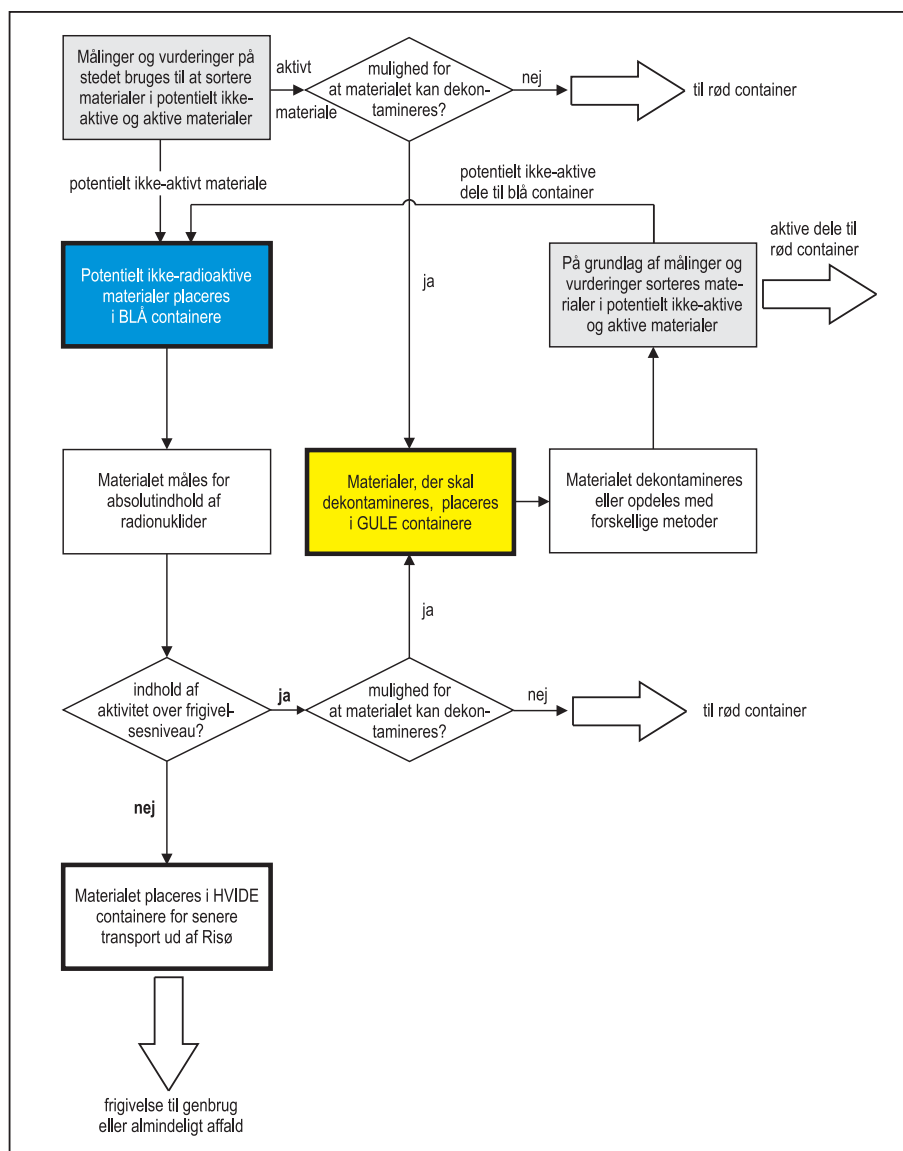 Målinger og vurderinger på
stedet bruges til at sortere
materialer i potentielt ikke-
aktive og aktive materialer
aktivt
materiale
mulighed for
at materialet kan dekon-
tamineres?
nej
til rød container
potentielt ikke-aktivt materiale
potentielt ikke-aktive
dele til blå container
aktive dele til
rød container
Potentielt ikke-radioaktive
materialer placeres
i BLÅ containere
ja
På grundlag af målinger og
vurderinger sorteres mate-
rialer i potentielt ikke-aktive
og aktive materialer
Materialet måles for
absolutindhold af
radionuklider
Materialer, der skal
dekontamineres, placeres
i GULE containere
Materialet dekontamineres
eller opdeles med
forskellige metoder
ja
indhold af
aktivitet over frigivel-
sesniveau?
ja
mulighed for
at materialet kan dekon-
tamineres?
nej
til rød container
nej
Materialet placeres i HVIDE
containere for senere
transport ud af Risø
frigivelse til genbrug
eller almindeligt affald